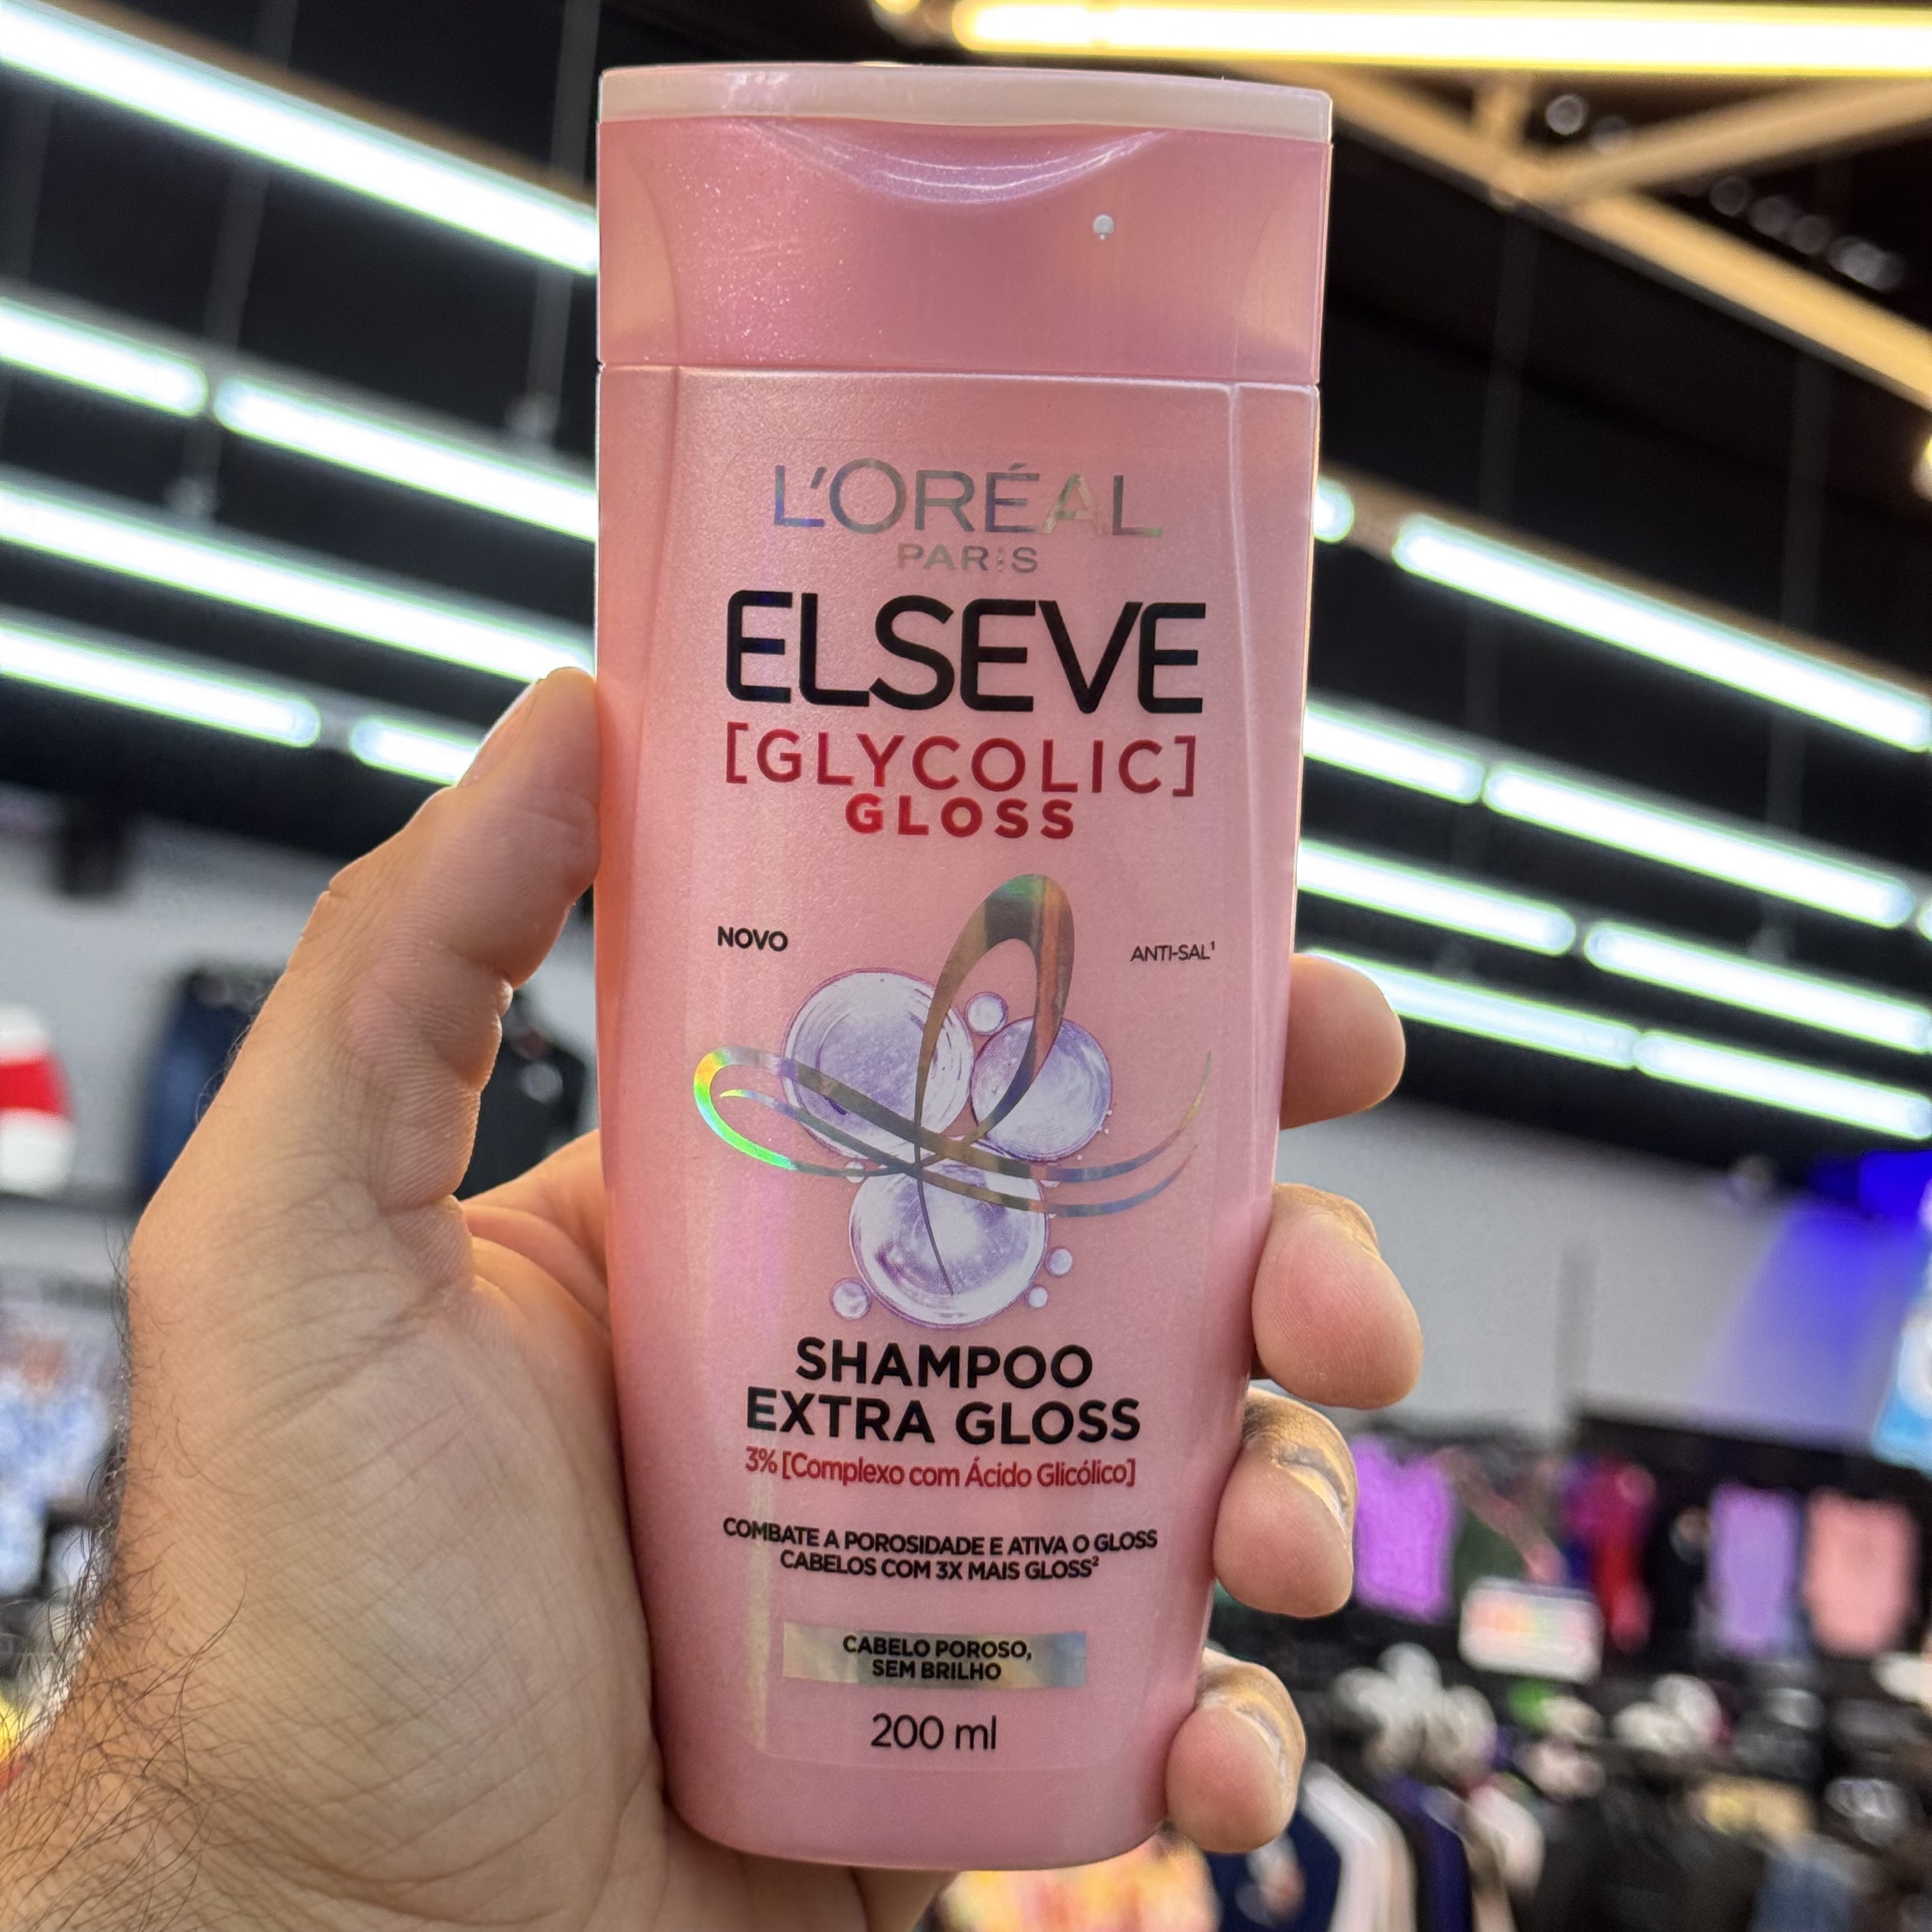 L'ORÉAL
PARIS
ELSEVE
[GLYCOLIC]
GLOSS
NOVO
ANTI-SAL¹
SHAMPOO
EXTRA GLOSS
3% [Complexo com Ácido Glicólico]
COMBATE A POROSIDADE E ATIVA O GLOSS
CABELOS COM 3X MAIS GLOSS²
CABELO POROSO,
SEM BRILHO
200 ml